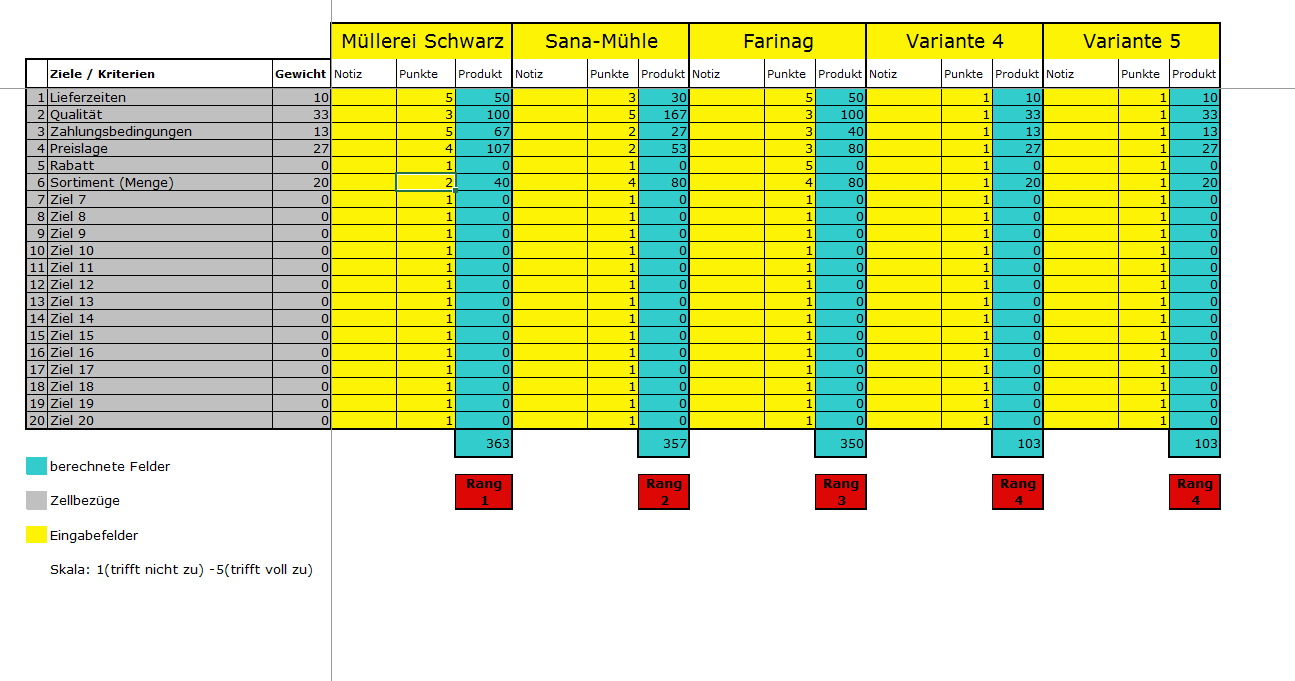 Müllerei Schwarz Sana-Mühle Farinag Variante 4 Variante 5
Ziele / Kriterien Gewicht Notiz Punkte Produkt Notiz Punkte Produkt Notiz Punkte Produkt Notiz Punkte Produkt Notiz Punkte Produkt
1 Lieferzeiten 10 5 50 3 30 5 50 1 10 1 10
2 Qualität 33 3 100 5 167 3 100 1 33 1 33
3 Zahlungsbedingungen 13 5 67 2 27 3 40 1 13 1 13
4 Preislage 27 4 107 2 53 3 80 1 27 1 27
5 Rabatt 0 1 0 1 0 5 0 1 0 1 0
6 Sortiment (Menge) 20 2 40 4 80 4 80 1 20 1 20
7 Ziel 7 0 1 0 1 0 1 0 1 0 1 0
8 Ziel 8 0 1 0 1 0 1 0 1 0 1 0
9 Ziel 9 0 1 0 1 0 1 0 1 0 1 0
10 Ziel 10 0 1 0 1 0 1 0 1 0 1 0
11 Ziel 11 0 1 0 1 0 1 0 1 0 1 0
12 Ziel 12 0 1 0 1 0 1 0 1 0 1 0
13 Ziel 13 0 1 0 1 0 1 0 1 0 1 0
14 Ziel 14 0 1 0 1 0 1 0 1 0 1 0
15 Ziel 15 0 1 0 1 0 1 0 1 0 1 0
16 Ziel 16 0 1 0 1 0 1 0 1 0 1 0
17 Ziel 17 0 1 0 1 0 1 0 1 0 1 0
18 Ziel 18 0 1 0 1 0 1 0 1 0 1 0
19 Ziel 19 0 1 0 1 0 1 0 1 0 1 0
20 Ziel 20 0 1 0 1 0 1 0 1 0 1 0
363 357 350 103 103
berechnete Felder
Rang Rang Rang Rang Rang
1 2 3 4 4
Zellbezüge
Eingabefelder
Skala: 1(trifft nicht zu) -5(trifft voll zu)